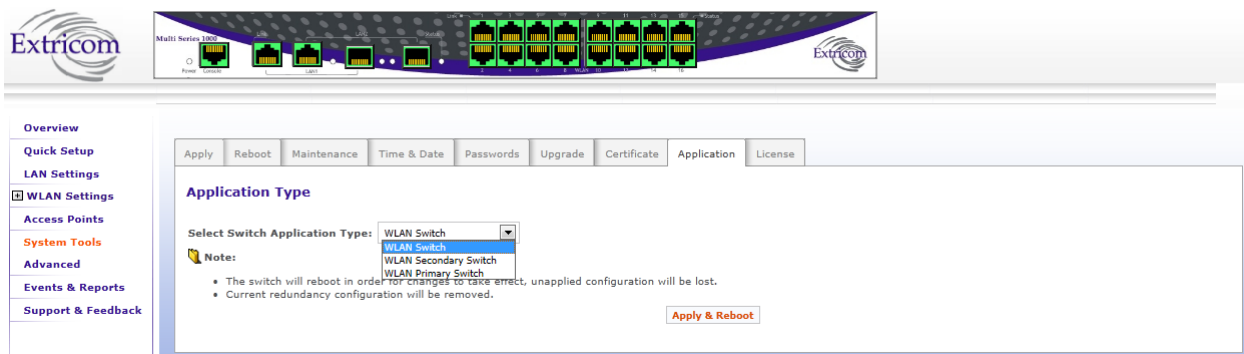 Extricom
Multi Series 1000
Power Console
LAN1
WLAN
Status
Extricom
Overview
Quick Setup
LAN Settings
WLAN Settings
Access Points
System Tools
Advanced
Events & Reports
Support & Feedback
Apply Reboot Maintenance Time & Date Passwords Upgrade Certificate Application License
Application Type
Select Switch Application Type: WLAN Switch
WLAN Switch
WLAN Secondary Switch
WLAN Primary Switch
Note:
• The switch will reboot in order for changes to take effect, unapplied configuration will be lost.
• Current redundancy configuration will be removed.
Apply & Reboot